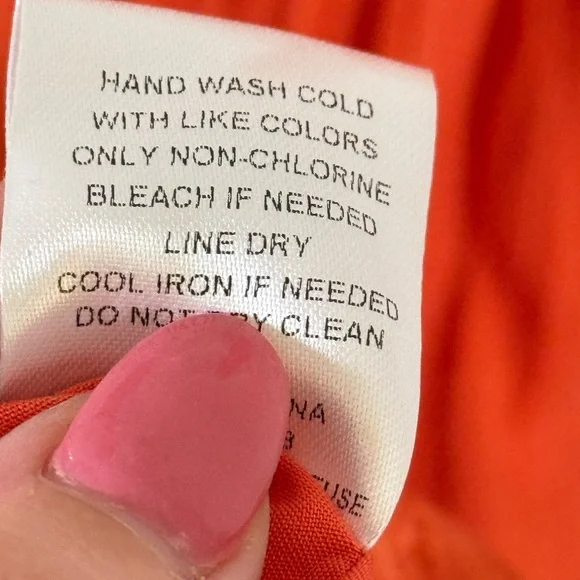 HAND WASH COLD
WITH LIKE COLORS
ONLY NON-CHLORINE
BLEACH IF NEEDED
LINE DRY
COOL IRON IF NEEDED
DO NOT DRY CLEAN